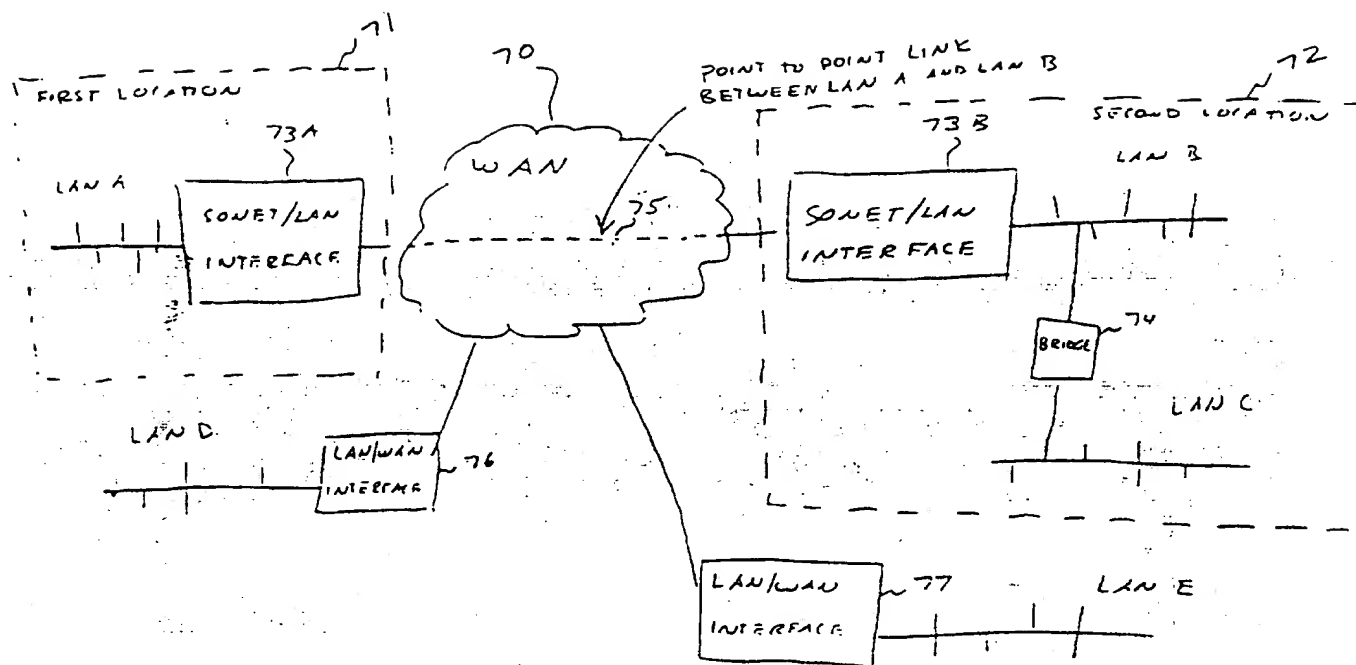 71
FIRST LOCATION
73A
LAN A
SONET/LAN
INTERFACE
70
WAN
POINT TO POINT LINK
BETWEEN LAN A AND LAN B
75
72
SECOND LOCATION
73B
LAN B
SONET/LAN
INTERFACE
74
BRIDGE
LAN C
LAN D
LAN/WAN
INTERFACE
76
LAN/WAN
INTERFACE
77
LAN E